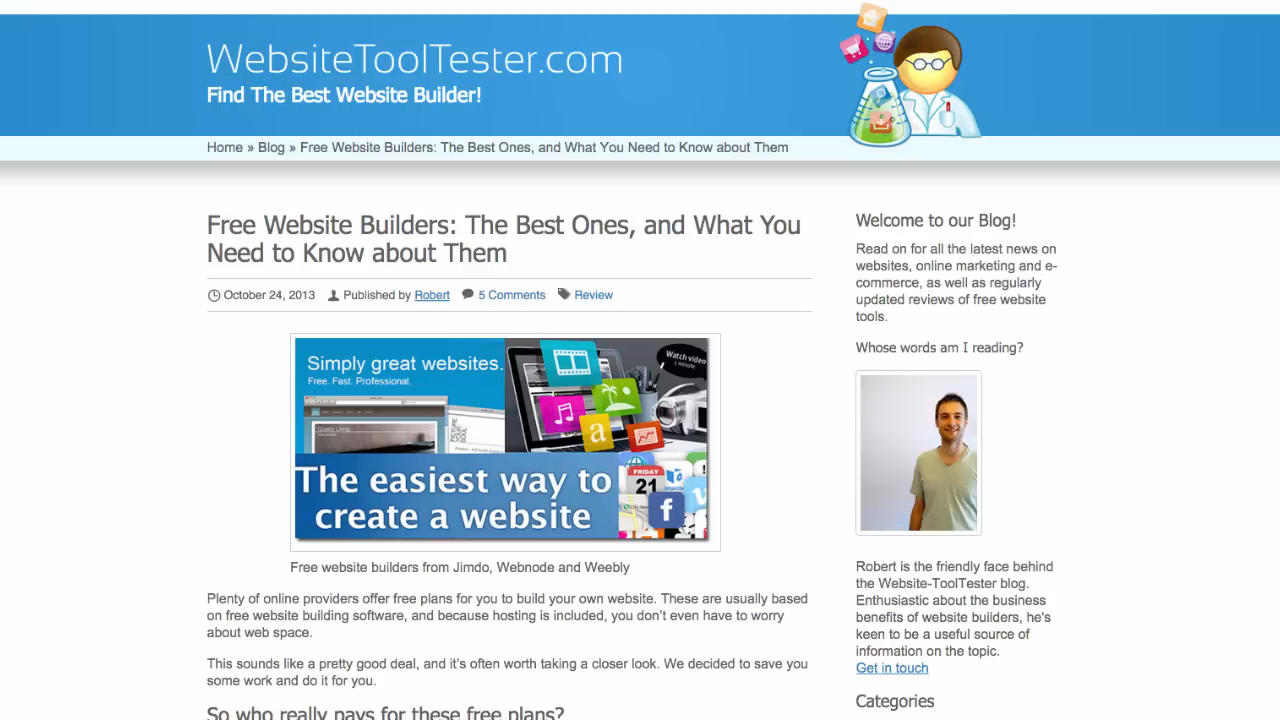 WebsiteToolTester.com
Find The Best Website Builder!
Home » Blog » Free Website Builders: The Best Ones, and What You Need to Know about Them
Free Website Builders: The Best Ones, and What You
Need to Know about Them
October 24, 2013 Published by Robert 5 Comments Review
Simply great websites.
Free. Fast. Professional.
Watch video
1 MINUTE
a
The easiest way to
create a website
FRIDAY
21
f
Free website builders from Jimdo, Webnode and Weebly
Plenty of online providers offer free plans for you to build your own website. These are usually based
on free website building software, and because hosting is included, you don't even have to worry
about web space.
This sounds like a pretty good deal, and it's often worth taking a closer look. We decided to save you
some work and do it for you.
So who really pays for these free plans?
Welcome to our Blog!
Read on for all the latest news on
websites, online marketing and e-
commerce, as well as regularly
updated reviews of free website
tools.
Whose words am I reading?
Robert is the friendly face behind
the Website-ToolTester blog.
Enthusiastic about the business
benefits of website builders, he's
keen to be a useful source of
information on the topic.
Get in touch
Categories